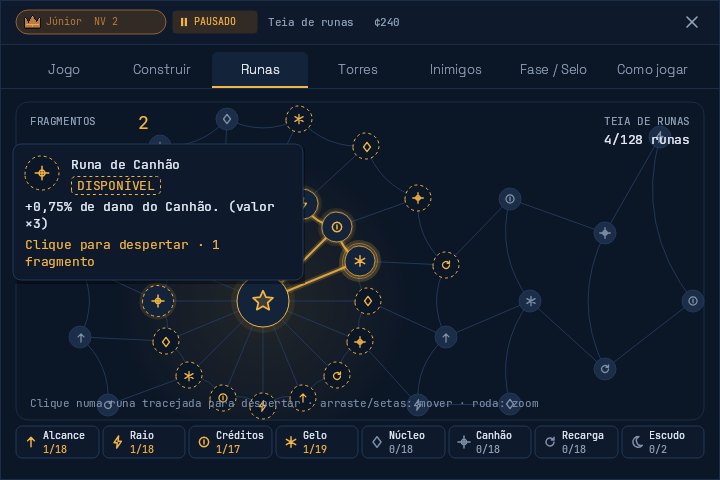 Júnior NV 2
PAUSADO
Teia de runas $240
Jogo Construir Runas Torres Inimigos Fase / Selo Como jogar
FRAGMENTOS 2
TEIA DE RUNAS
4/128 runas
Runa de Canhão
DISPONÍVEL
+0,75% de dano do Canhão. (valor
×3)
Clique para despertar · 1
fragmento
Clique numa runa tracejada para despertar · arraste/setas: mover · roda: zoom
Alcance
1/18
Raio
1/18
Créditos
1/17
Gelo
1/19
Núcleo
0/18
Canhão
0/18
Recarga
0/18
Escudo
0/2